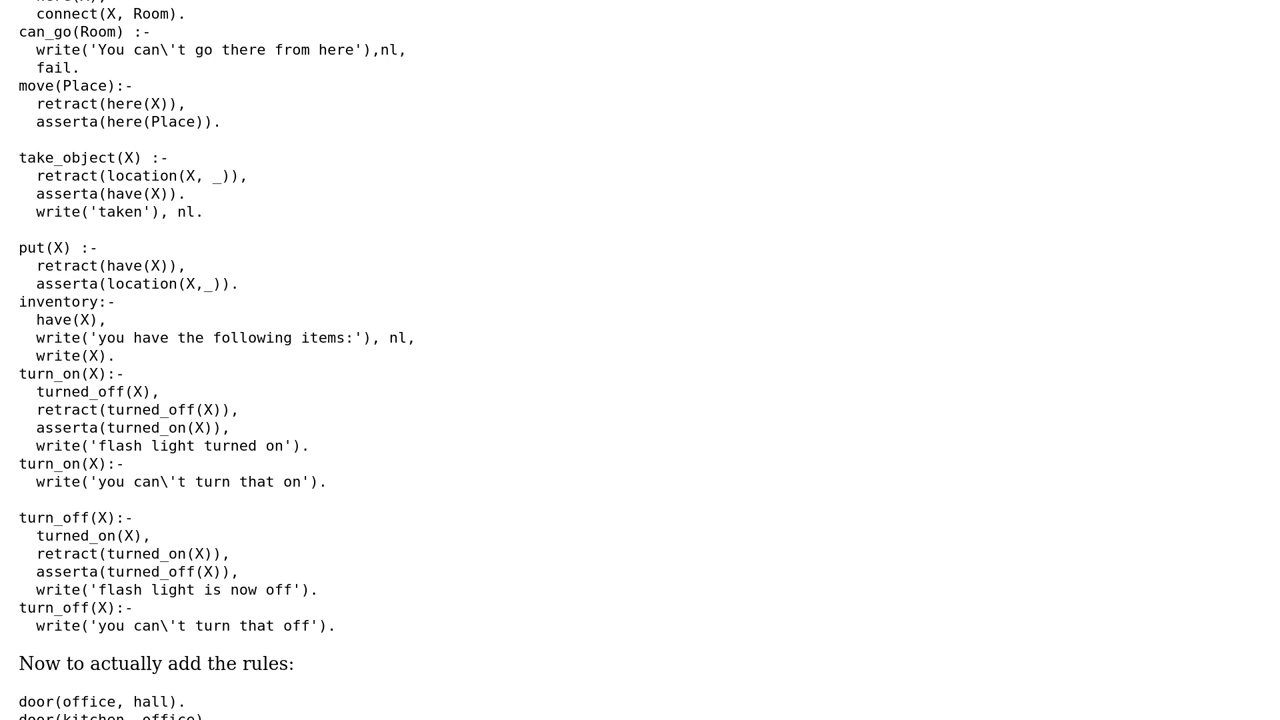 here(X),
connect(X, Room).
can_go(Room) :-
write('You can\'t go there from here'),nl,
fail.
move(Place):-
retract(here(X)),
asserta(here(Place)).
take_object(X) :-
retract(location(X, _)),
asserta(have(X)).
write('taken'), nl.
put(X) :-
retract(have(X)),
asserta(location(X,_)).
inventory:-
have(X),
write('you have the following items:'), nl,
write(X).
turn_on(X):-
turned_off(X),
retract(turned_off(X)),
asserta(turned_on(X)),
write('flash light turned on').
turn_on(X):-
write('you can\'t turn that on').
turn_off(X):-
turned_on(X),
retract(turned_on(X)),
asserta(turned_off(X)),
write('flash light is now off').
turn_off(X):-
write('you can\'t turn that off').
Now to actually add the rules:
door(office, hall).
door(kitchen, office).